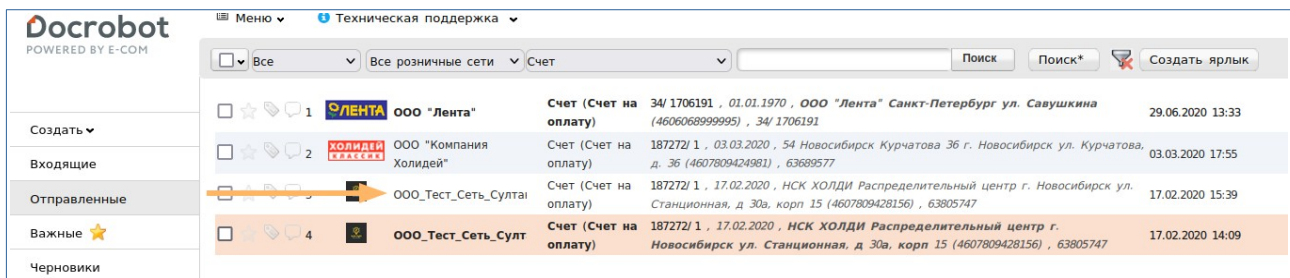 Docrobot
POWERED BY E-COM
Меню
Техническая поддержка
Все Все розничные сети Счет Поиск Поиск* Создать ярлык
Создать
Входящие
Отправленные
Важные
Черновики
1 ЛЕНТА ООО "Лента" Счет (Счет на оплату) 34/1706191 , 01.01.1970 , ООО "Лента" Санкт-Петербург ул. Савушкина 29.06.2020 13:33
(4606068999995) , 34/1706191
2 ХОЛИДЕЙ КЛАССИК ООО "Компания Холидей" Счет (Счет на оплату) 187272/1 , 03.03.2020 , 54 Новосибирск Курчатова 36 г. Новосибирск ул. Курчатова, 03.03.2020 17:55
д. 36 (4607809424981) , 63689577
ООО_Тест_Сеть_Султан Счет (Счет на оплату) 187272/1 , 17.02.2020 , НСК ХОЛДИ Распределительный центр г. Новосибирск ул. 17.02.2020 15:39
Станционная, д 30а, корп 15 (4607809428156) , 63805747
4 ООО_Тест_Сеть_Султ Счет (Счет на оплату) 187272/1 , 17.02.2020 , НСК ХОЛДИ Распределительный центр г. 17.02.2020 14:09
Новосибирск ул. Станционная, д 30а, корп 15 (4607809428156) , 63805747